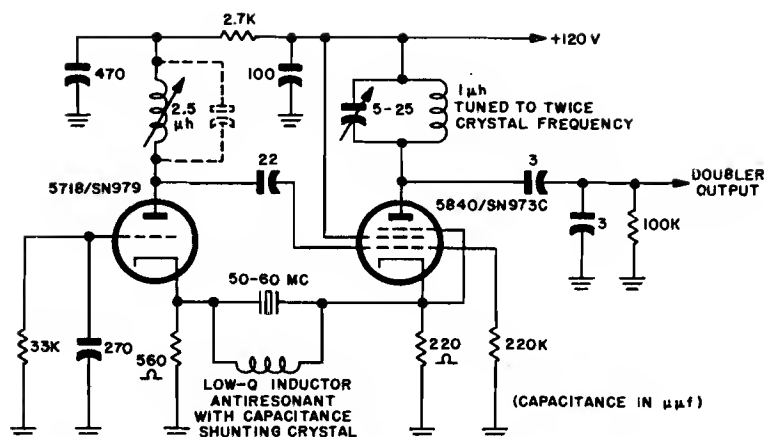 2.7K
+120 V
470
2.5
μh
100
5-25
1μh
TUNED TO TWICE
CRYSTAL FREQUENCY
22
3
DOUBLER
OUTPUT
5718/SN979
5840/SN973C
3
100K
50-60 MC
33K
270
560
Ω
220
Ω
220K
LOW-Q INDUCTOR
ANTIRESONANT
WITH CAPACITANCE
SHUNTING CRYSTAL
(CAPACITANCE IN μμf)